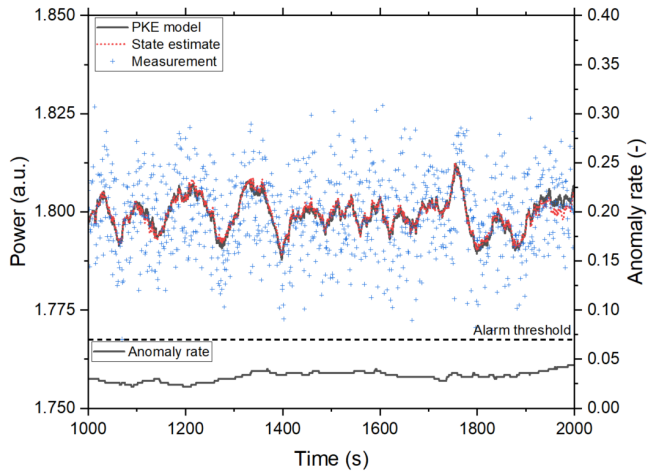 PKE model
State estimate
Measurement
1.850
1.825
1.800
1.775
1.750
Power (a.u.)
0.40
0.35
0.30
0.25
0.20
0.15
0.10
0.05
0.00
Anomaly rate (-)
Alarm threshold
Anomaly rate
1000
1200
1400
1600
1800
2000
Time (s)